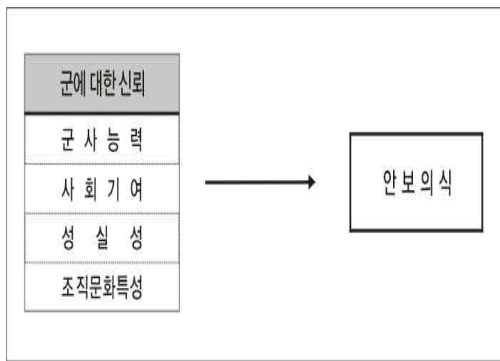 군에 대한 신뢰
군 사 능 력
사 회 기 여
성 실 성
조직문화특성
안 보 의 식